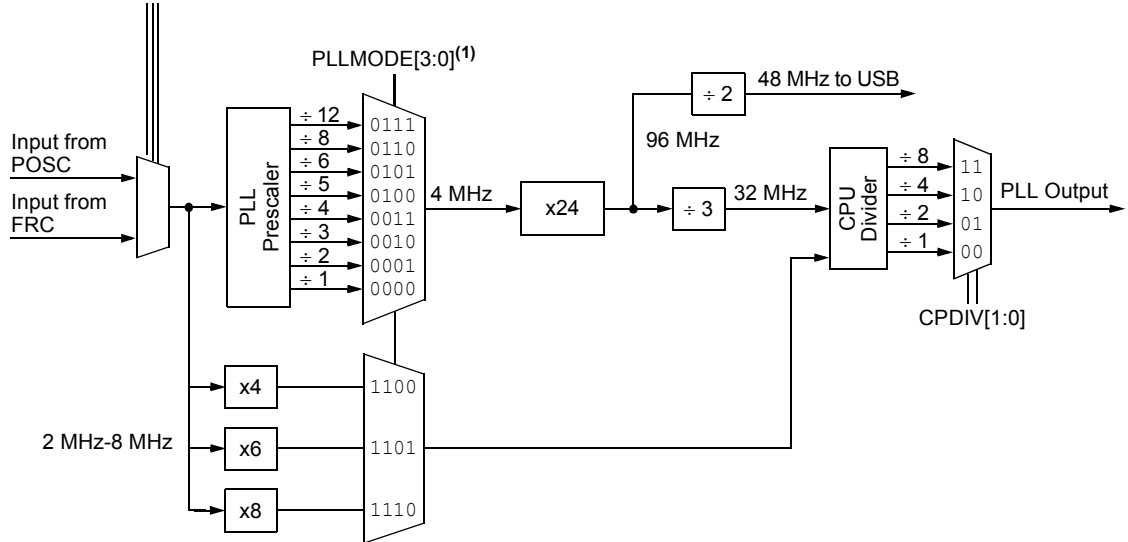 PLLMODE[3:0](1)
Input from
POSC
Input from
FRC
PLL
Prescaler
÷ 12
÷ 8
÷ 6
÷ 5
÷ 4
÷ 3
÷ 2
÷ 1
0111
0110
0101
0100
0011
0010
0001
0000
4 MHz
x24
÷ 2
48 MHz to USB
96 MHz
÷ 3
32 MHz
CPU
Divider
÷ 8
÷ 4
÷ 2
÷ 1
11
10
01
00
PLL Output
CPDIV[1:0]
2 MHz-8 MHz
x4
x6
x8
1100
1101
1110